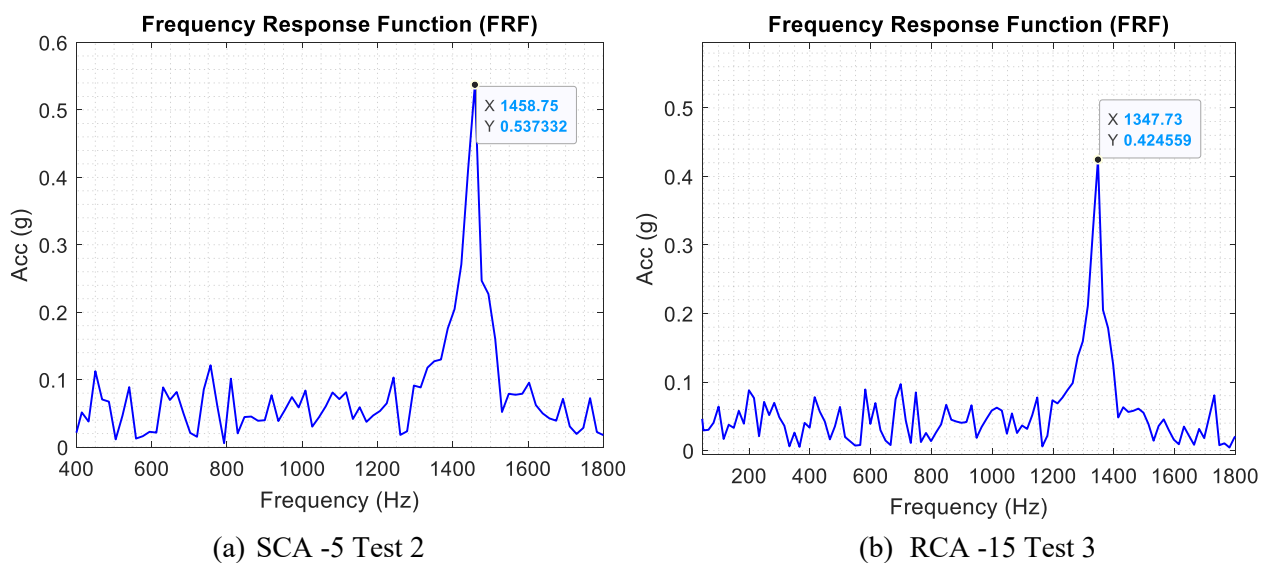 Frequency Response Function (FRF)
0.6
0.5
0.4
0.3
0.2
0.1
0
Acc (g)
X 1458.75
Y 0.537332
400 600 800 1000 1200 1400 1600 1800
Frequency (Hz)
(a) SCA -5 Test 2
Frequency Response Function (FRF)
0.5
0.4
0.3
0.2
0.1
0
Acc (g)
X 1347.73
Y 0.424559
200 400 600 800 1000 1200 1400 1600 1800
Frequency (Hz)
(b) RCA -15 Test 3